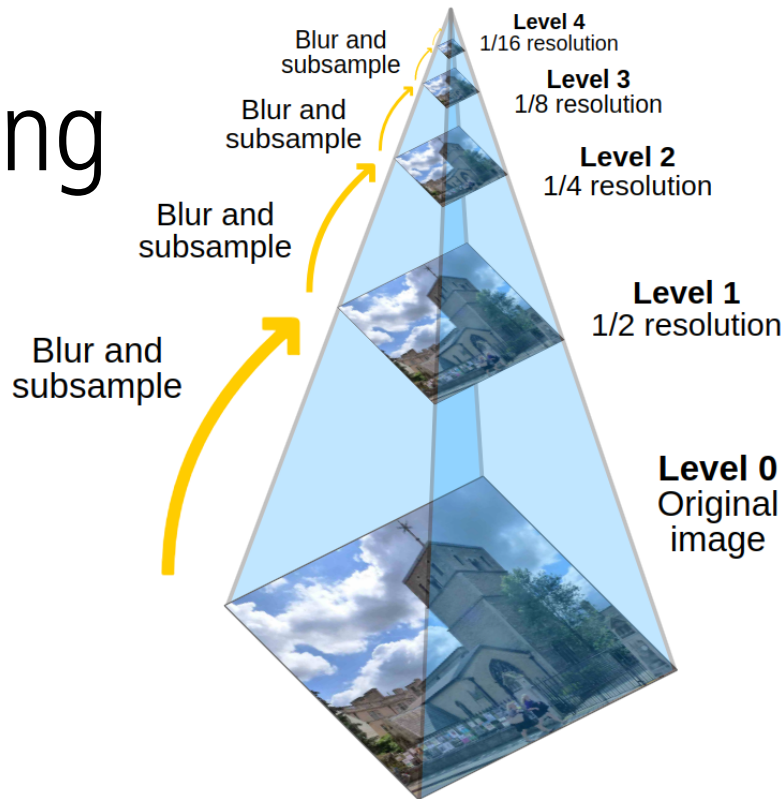 Level 4
1/16 resolution
Blur and
subsample
Level 3
1/8 resolution
Blur and
subsample
ng
Level 2
1/4 resolution
Blur and
subsample
Level 1
1/2 resolution
Blur and
subsample
Level 0
Original
image